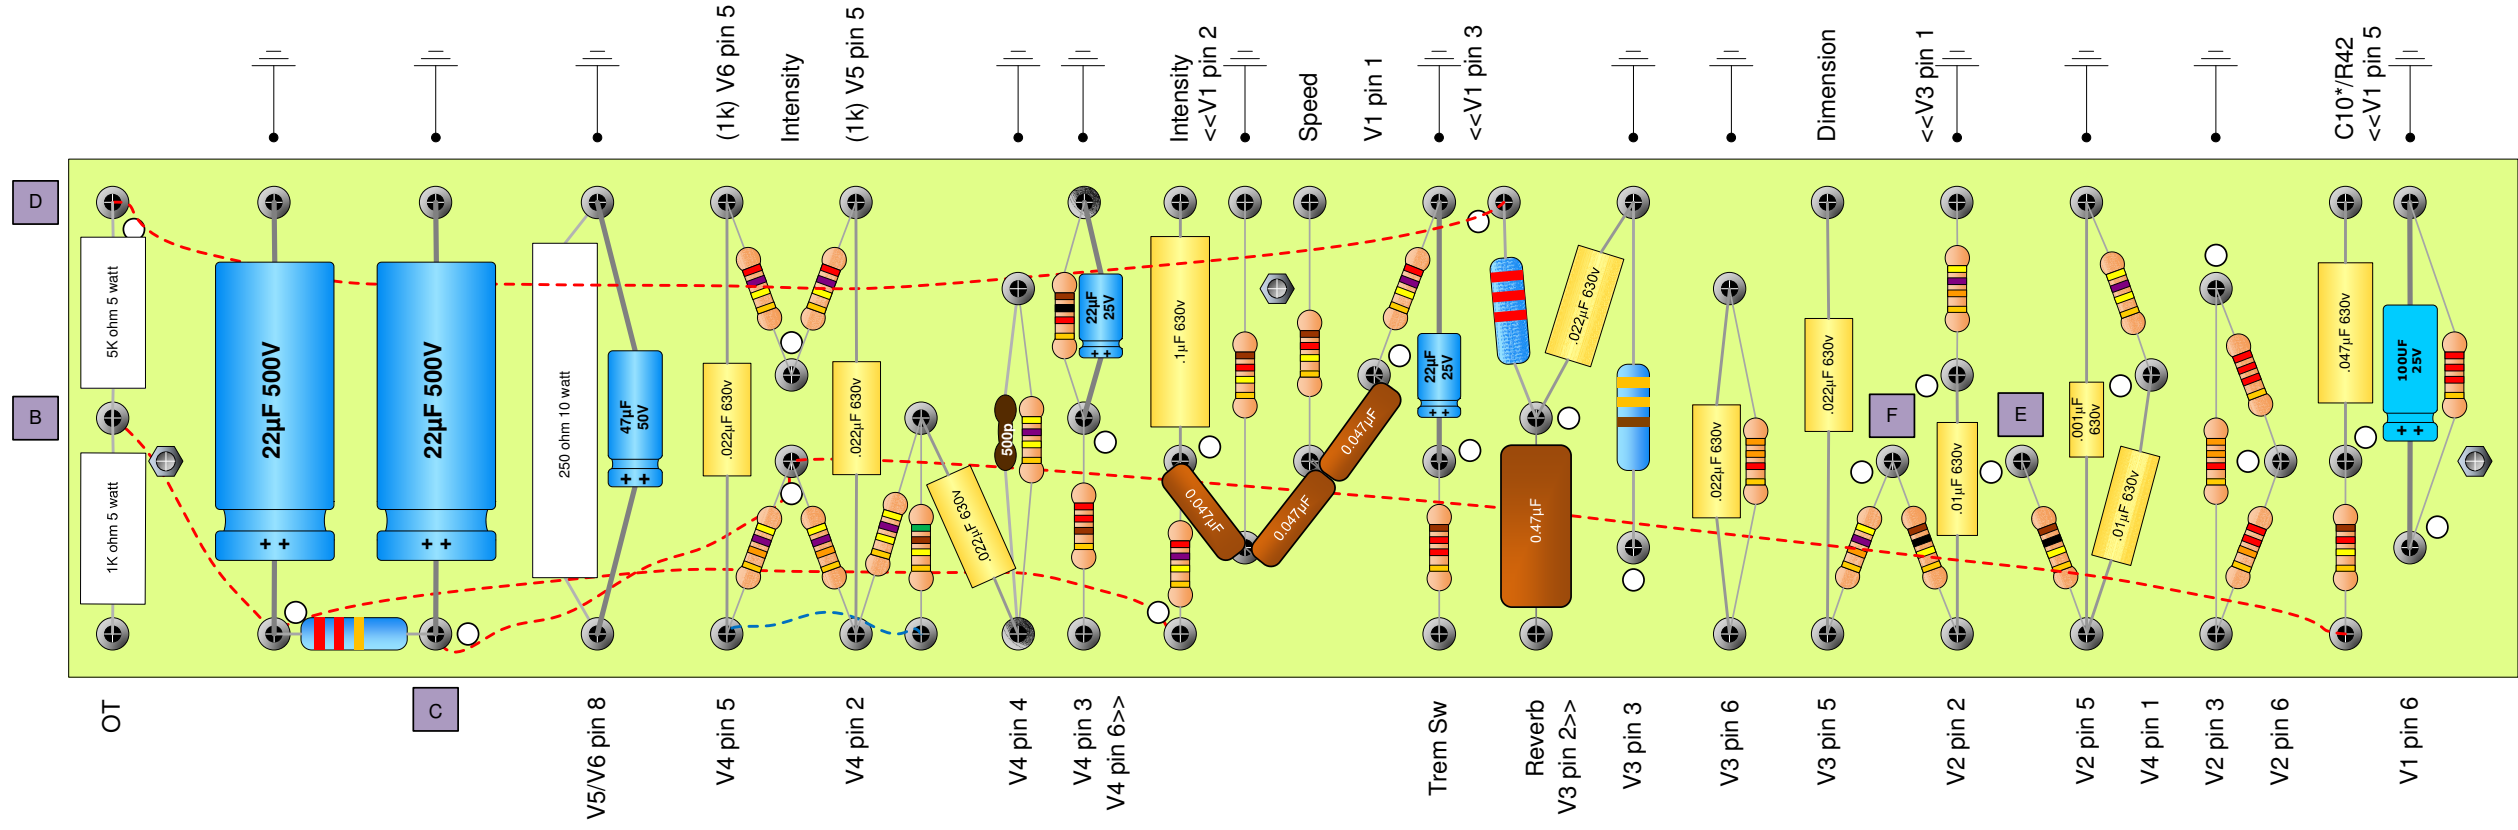 (1k) V6 pin 5
Intensity
(1k) V5 pin 5
Intensity
<<V1 pin 2
Speed
V1 pin 1
<<V1 pin 3
Dimension
<<V3 pin 1
C10*/R42
<<V1 pin 5
D
B
5K ohm 5 watt
1K ohm 5 watt
22µF 500V
++
22µF 500V
++
250 ohm 10 watt
47µF
50V
++
.022µF 630v
.022µF 630v
.022µF 630v
500p
22µF
25V
++
.1µF 630v
0.047µF
0.047µF
0.047µF
22µF
25V
++
.022µF 630v
0.47µF
.022µF 630v
.022µF 630v
F
.01µF 630v
E
.001µF
630v
.01µF 630v
.047µF 630v
100UF
25V
++
OT
C
V5/V6 pin 8
V4 pin 5
V4 pin 2
V4 pin 4
V4 pin 3
V4 pin 6>>
Trem Sw
Reverb
V3 pin 2>>
V3 pin 3
V3 pin 6
V3 pin 5
V2 pin 2
V2 pin 5
V4 pin 1
V2 pin 3
V2 pin 6
V1 pin 6